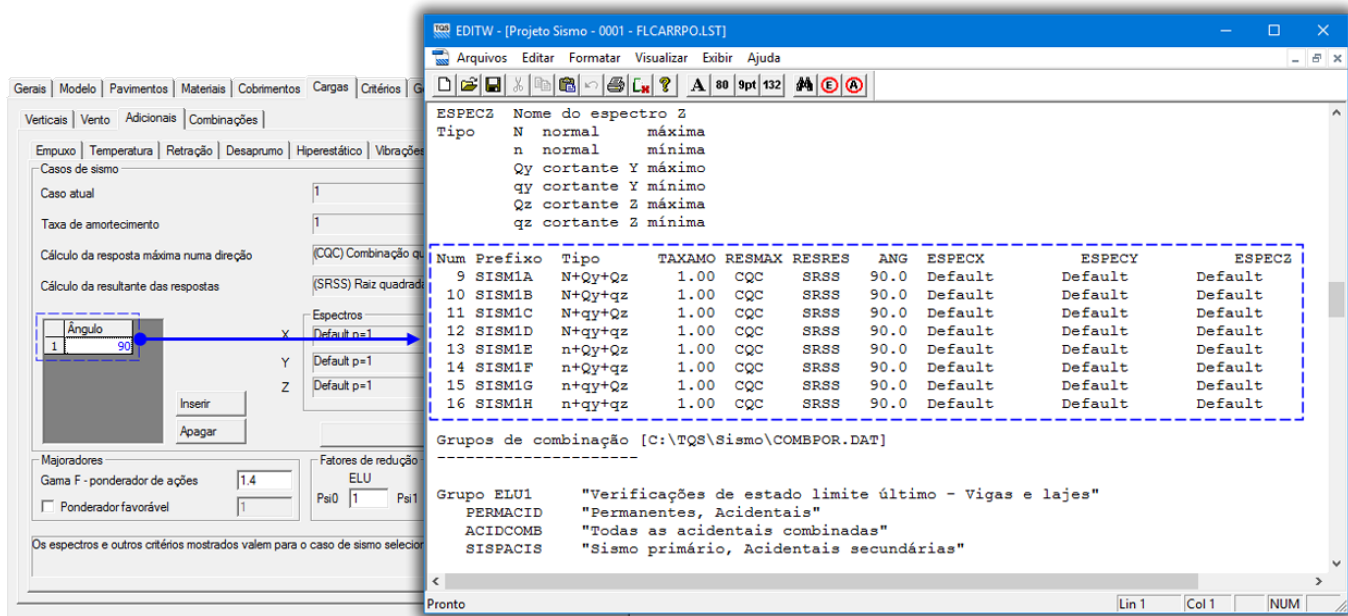 Gerais Modelo Pavimentos Materiais Cobrimentos Cargas Critérios
Verticais Vento Adicionais Combinações
Empuxo Temperatura Retração Desaprumo Hiperestático Vibrações
Casos de sismo
Caso atual 1
Taxa de amortecimento 1
Cálculo da resposta máxima numa direção (CQC) Combinação
Cálculo da resultante das respostas (SRSS) Raiz
Ângulo
1 90
Espectros
X Default p=1
Y Default p=1
Z Default p=1
Inserir
Apagar
Majoradores
Gama F - ponderador de ações 1.4
Ponderador favorável 1
Fatores de redução
ELU
Psi0 1 Psi1
Os espectros e outros critérios mostrados valem para o caso de sismo
TQS EDITW - [Projeto Sismo - 0001 - FLCARRPO.LST]
Arquivos Editar Formatar Visualizar Exibir Ajuda
A 80 9pt 132 E A
ESPECZ Nome do espectro Z
Tipo N normal máxima
n normal mínima
Qy cortante Y máximo
qy cortante Y mínimo
Qz cortante Z máxima
qz cortante Z mínima
Num Prefixo Tipo TAXAMO RESMAX RESRES ANG ESPECX ESPECY ESPECZ
9 SISM1A N+Qy+Qz 1.00 CQC SRSS 90.0 Default Default Default
10 SISM1B N+Qy+qz 1.00 CQC SRSS 90.0 Default Default Default
11 SISM1C N+qy+Qz 1.00 CQC SRSS 90.0 Default Default Default
12 SISM1D N+qy+qz 1.00 CQC SRSS 90.0 Default Default Default
13 SISM1E n+Qy+Qz 1.00 CQC SRSS 90.0 Default Default Default
14 SISM1F n+Qy+qz 1.00 CQC SRSS 90.0 Default Default Default
15 SISM1G n+qy+Qz 1.00 CQC SRSS 90.0 Default Default Default
16 SISM1H n+qy+qz 1.00 CQC SRSS 90.0 Default Default Default
Grupos de combinação [C:\TQS\Sismo\COMBPOR.DAT]
----------------------
Grupo ELU1 "Verificações de estado limite último - Vigas e lajes"
PERMACID "Permanentes, Acidentais"
ACIDCOMB "Todas as acidentais combinadas"
SISPACIS "Sismo primário, Acidentais secundárias"
Pronto Lin 1 Col 1 NUM